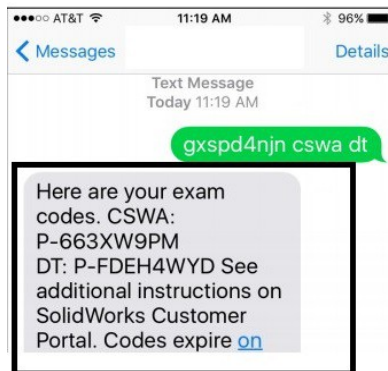 AT&T 11:19 AM 96%
Messages Details
Text Message
Today 11:19 AM
gxspd4njn cswa dt
Here are your exam
codes. CSWA:
P-663XW9PM
DT: P-FDEH4WYD See
additional instructions on
SolidWorks Customer
Portal. Codes expire on